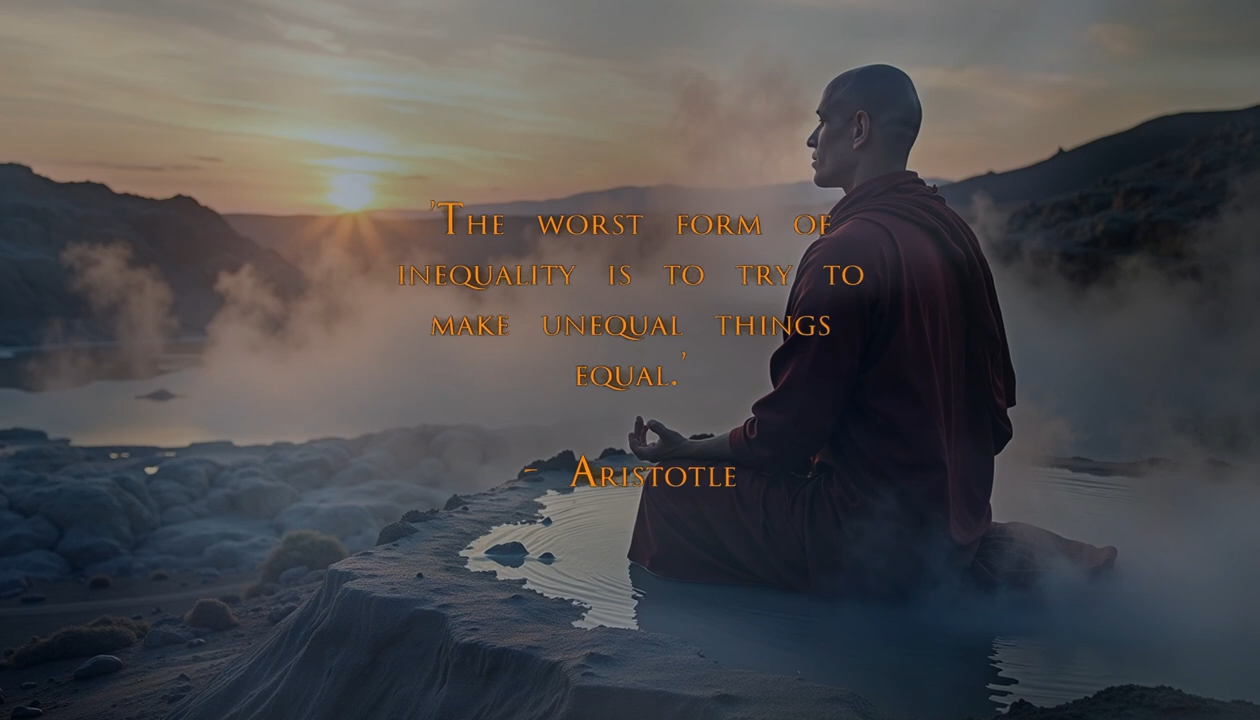 'The worst form of
inequality is to try to
make unequal things
equal.'
- Aristotle